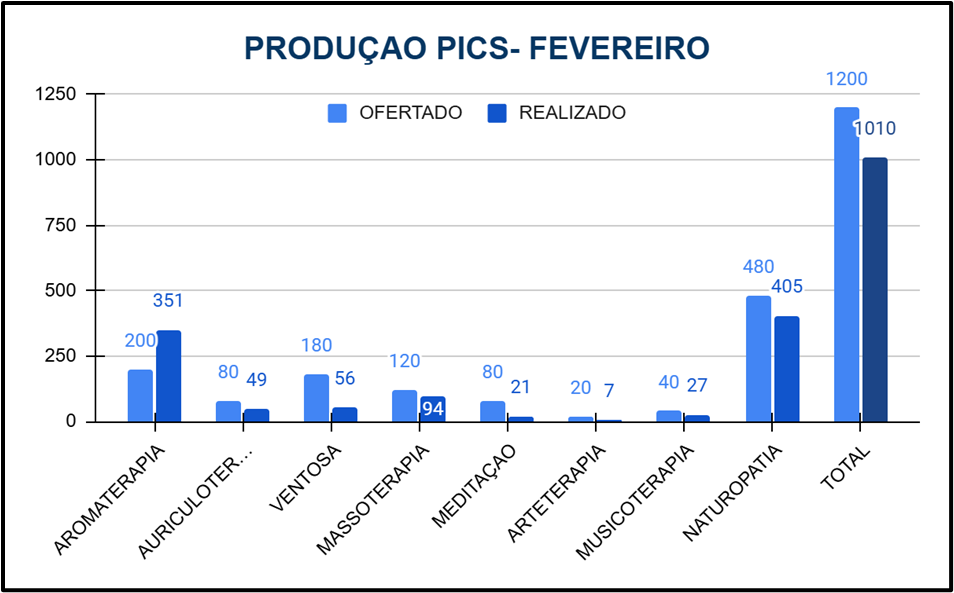 PRODUÇAO PICS- FEVEREIRO
OFERTADO REALIZADO
1250
1000
750
500
250
0
200 351
80 49
180 56
120 94
80 21
20 7
40 27
480 405
1200 1010
AROMATERAPIA
AURICULOTER...
VENTOSA
MASSOTERAPIA
MEDITAÇAO
ARTETERAPIA
MUSICOTERAPIA
NATUROPATIA
TOTAL